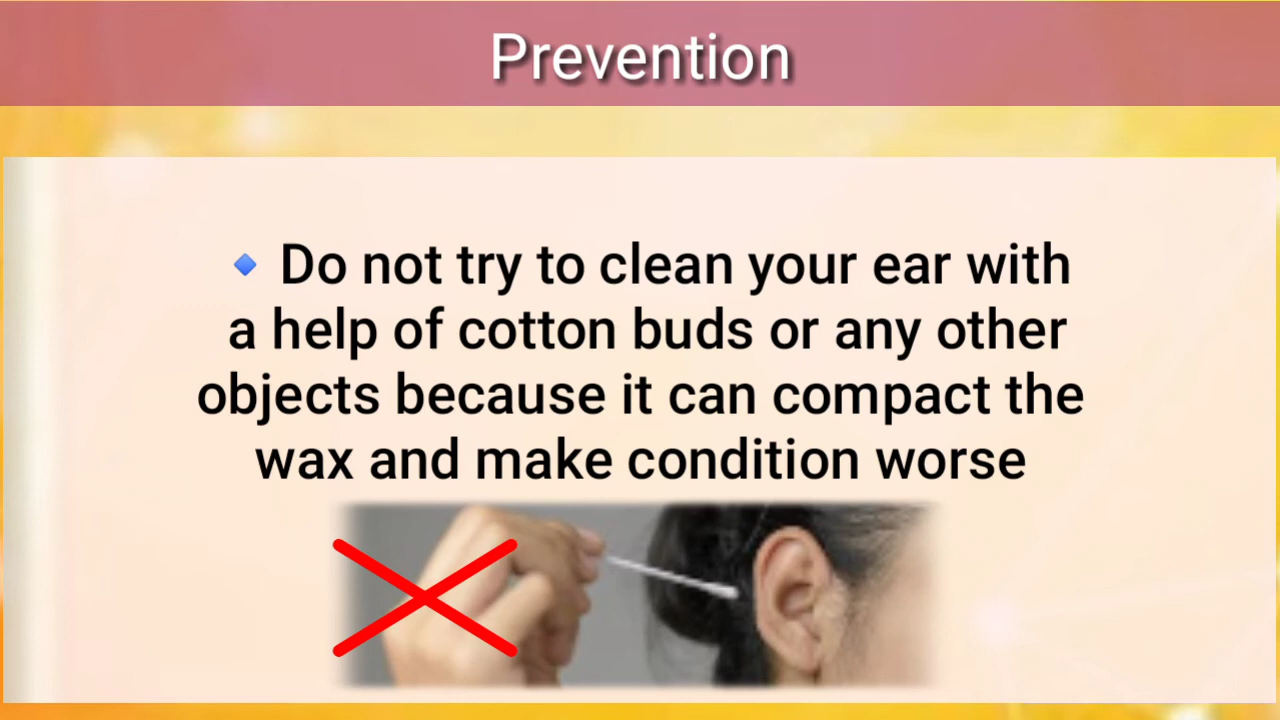 Prevention
🔹 Do not try to clean your ear with
a help of cotton buds or any other
objects because it can compact the
wax and make condition worse